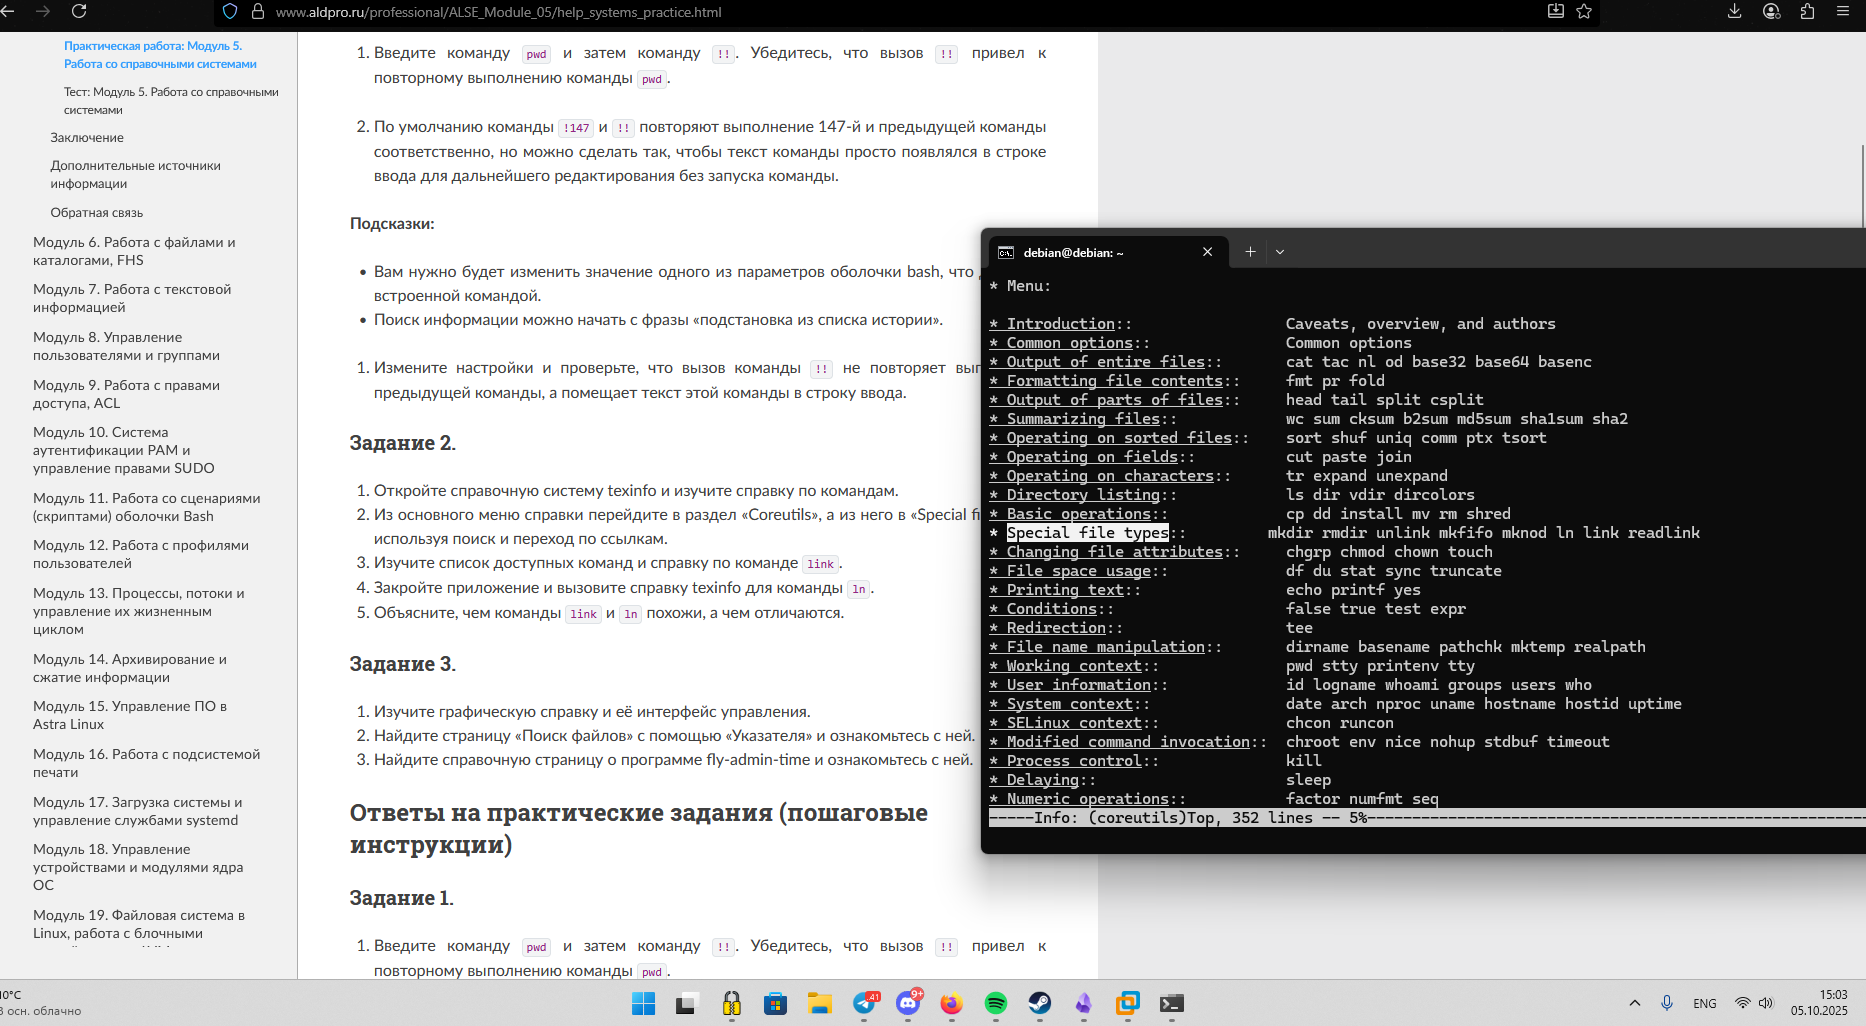 www.aldpro.ru/professional/ALSE_Module_05/help_systems_practice.html
Практическая работа: Модуль 5.
Работа со справочными системами
Тест: Модуль 5. Работа со справочными
системами
Заключение
Дополнительные источники
информации
Обратная связь
Модуль 6. Работа с файлами и
каталогами, FHS
Модуль 7. Работа с текстовой
информацией
Модуль 8. Управление
пользователями и группами
Модуль 9. Работа с правами
доступа, ACL
Модуль 10. Система
аутентификации PAM и
управление правами SUDO
Модуль 11. Работа со сценариями
(скриптами) оболочки Bash
Модуль 12. Работа с профилями
пользователей
Модуль 13. Процессы, потоки и
управление их жизненным
циклом
Модуль 14. Архивирование и
сжатие информации
Модуль 15. Управление ПО в
Astra Linux
Модуль 16. Работа с подсистемой
печати
Модуль 17. Загрузка системы и
управление службами systemd
Модуль 18. Управление
устройствами и модулями ядра
ОС
Модуль 19. Файловая система в
Linux, работа с блочными
1. Введите команду pwd и затем команду !!. Убедитесь, что вызов !! привел к
повторному выполнению команды pwd.
2. По умолчанию команды !147 и !! повторяют выполнение 147-й и предыдущей команды
соответственно, но можно сделать так, чтобы текст команды просто появлялся в строке
ввода для дальнейшего редактирования без запуска команды.
Подсказки:
• Вам нужно будет изменить значение одного из параметров оболочки bash, что
встроенной командой.
• Поиск информации можно начать с фразы «подстановка из списка истории».
1. Измените настройки и проверьте, что вызов команды !! не повторяет вып
предыдущей команды, а помещает текст этой команды в строку ввода.
Задание 2.
1. Откройте справочную систему texinfo и изучите справку по командам.
2. Из основного меню справки перейдите в раздел «Coreutils», а из него в «Special fi
используя поиск и переход по ссылкам.
3. Изучите список доступных команд и справку по команде link.
4. Закройте приложение и вызовите справку texinfo для команды ln.
5. Объясните, чем команды link и ln похожи, а чем отличаются.
Задание 3.
1. Изучите графическую справку и её интерфейс управления.
2. Найдите страницу «Поиск файлов» с помощью «Указателя» и ознакомьтесь с ней.
3. Найдите справочную страницу о программе fly-admin-time и ознакомьтесь с ней.
Ответы на практические задания (пошаговые
инструкции)
Задание 1.
1. Введите команду pwd и затем команду !!. Убедитесь, что вызов !! привел к
повторному выполнению команды pwd.
debian@debian: ~
* Menu:
* Introduction:: Caveats, overview, and authors
* Common options:: Common options
* Output of entire files:: cat tac nl od base32 base64 basenc
* Formatting file contents:: fmt pr fold
* Output of parts of files:: head tail split csplit
* Summarizing files:: wc sum cksum b2sum md5sum sha1sum sha2
* Operating on sorted files:: sort shuf uniq comm ptx tsort
* Operating on fields:: cut paste join
* Operating on characters:: tr expand unexpand
* Directory listing:: ls dir vdir dircolors
* Basic operations:: cp dd install mv rm shred
* Special file types:: mkdir rmdir unlink mkfifo mknod ln link readlink
* Changing file attributes:: chgrp chmod chown touch
* File space usage:: df du stat sync truncate
* Printing text:: echo printf yes
* Conditions:: false true test expr
* Redirection:: tee
* File name manipulation:: dirname basename pathchk mktemp realpath
* Working context:: pwd stty printenv tty
* User information:: id logname whoami groups users who
* System context:: date arch nproc uname hostname hostid uptime
* SELinux context:: chcon runcon
* Modified command invocation:: chroot env nice nohup stdbuf timeout
* Process control:: kill
* Delaying:: sleep
* Numeric operations:: factor numfmt seq
-----Info: (coreutils)Top, 352 lines -- 5%-----
10°C
В осн. облачно
41
9+
ENG
15:03
05.10.2025